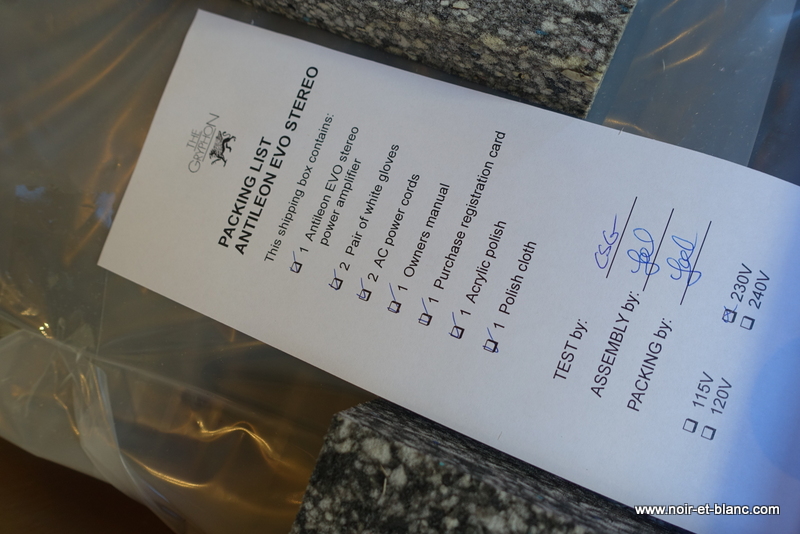 THE
GRYPHON
PACKING LIST
ANTILEON EVO STEREO
This shipping box contains:
1 Antileon EVO stereo
power amplifier
2 Pair of white gloves
2 AC power cords
1 Owners manual
1 Purchase registration card
1 Acrylic polish
1 Polish cloth
TEST by:
ASSEMBLY by:
PACKING by:
115V
120V
230V
240V
www.noir-et-blanc.com